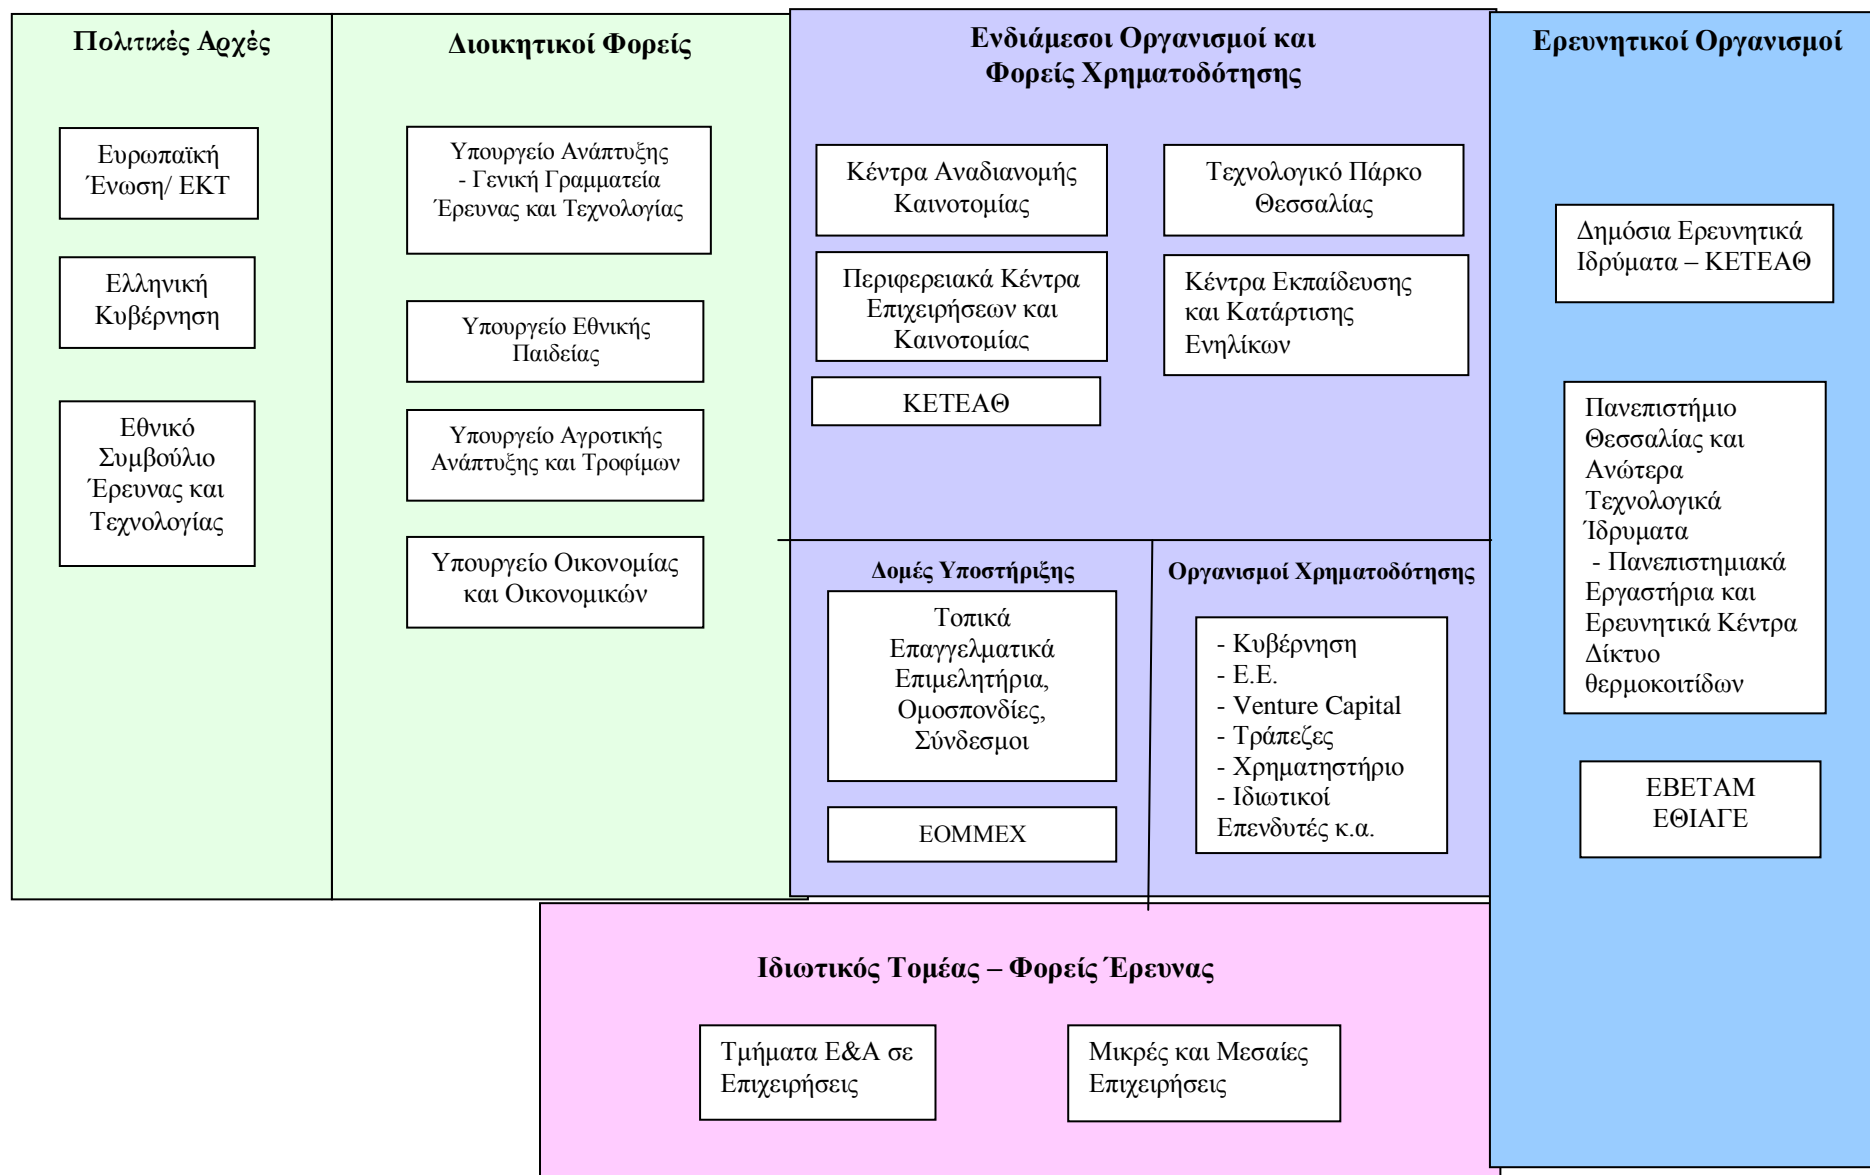 Πολιτικές Αρχές
Ευρωπαϊκή
Ένωση/ ΕΚΤ
Ελληνική
Κυβέρνηση
Εθνικό
Συμβούλιο
Έρευνας και
Τεχνολογίας
Διοικητικοί Φορείς
Υπουργείο Ανάπτυξης
- Γενική Γραμματεία
Έρευνας και Τεχνολογίας
Υπουργείο Εθνικής
Παιδείας
Υπουργείο Αγροτικής
Ανάπτυξης και Τροφίμων
Υπουργείο Οικονομίας
και Οικονομικών
Ενδιάμεσοι Οργανισμοί και
Φορείς Χρηματοδότησης
Κέντρα Αναδιανομής
Καινοτομίας
Τεχνολογικό Πάρκο
Θεσσαλίας
Περιφερειακά Κέντρα
Επιχειρήσεων και
Καινοτομίας
Κέντρα Εκπαίδευσης
και Κατάρτισης
Ενηλίκων
ΚΕΤΕΑΘ
Δομές Υποστήριξης
Τοπικά
Επαγγελματικά
Επιμελητήρια,
Ομοσπονδίες,
Σύνδεσμοι
ΕΟΜΜΕΧ
Οργανισμοί Χρηματοδότησης
- Κυβέρνηση
- Ε.Ε.
- Venture Capital
- Τράπεζες
- Χρηματηστήριο
- Ιδιωτικοί
Επενδυτές κ.α.
Ερευνητικοί Οργανισμοί
Δημόσια Ερευνητικά
Ιδρύματα – ΚΕΤΕΑΘ
Πανεπιστήμιο
Θεσσαλίας και
Ανώτερα
Τεχνολογικά
Ίδρυματα
- Πανεπιστημιακά
Εργαστήρια και
Ερευνητικά Κέντρα
Δίκτυο
θερμοκοιτίδων
ΕΒΕΤΑΜ
ΕΘΙΑΓΕ
Ιδιωτικός Τομέας – Φορείς Έρευνας
Τμήματα Ε&Α σε
Επιχειρήσεις
Μικρές και Μεσαίες
Επιχειρήσεις